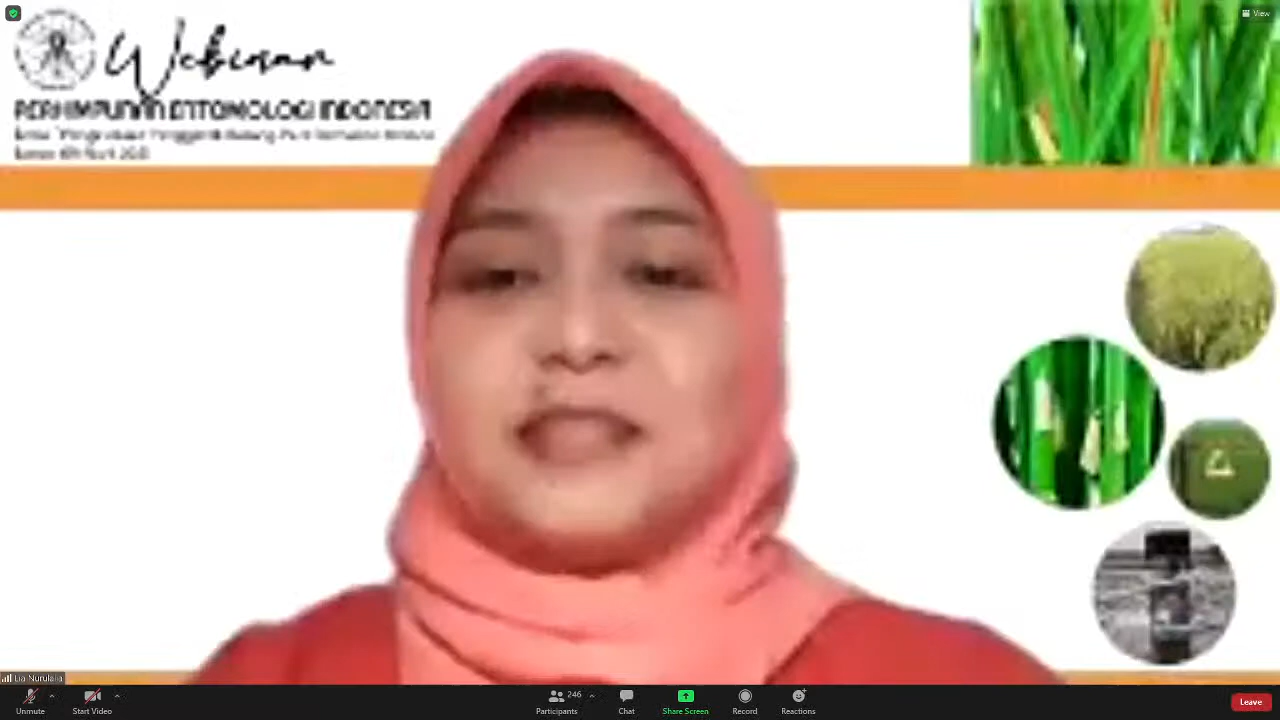 View
Webinar
PERHIMPUNAN ENTOMOLOGI INDONESIA
Lia Nurulalia
Unmute
Start Video
246
Participants
Chat
Share Screen
Record
Reactions
Leave